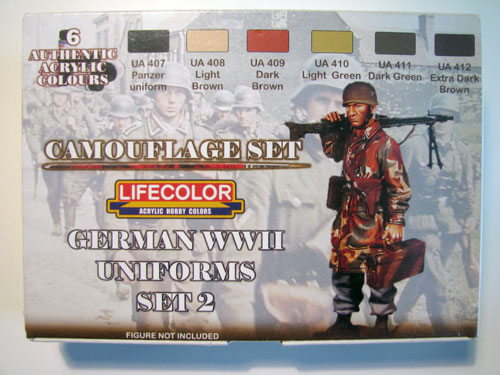 6
AUTHENTIC
ACRYLIC
COLOURS
UA 407
Panzer
uniform
UA 408
Light
Brown
UA 409
Dark
Brown
UA 410
Light Green
UA 411
Dark Green
UA 412
Extra Dark
Brown
CAMOUFLAGE SET
LIFECOLOR
ACRYLIC HOBBY COLORS
GERMAN WWII
UNIFORMS
SET 2
FIGURE NOT INCLUDED